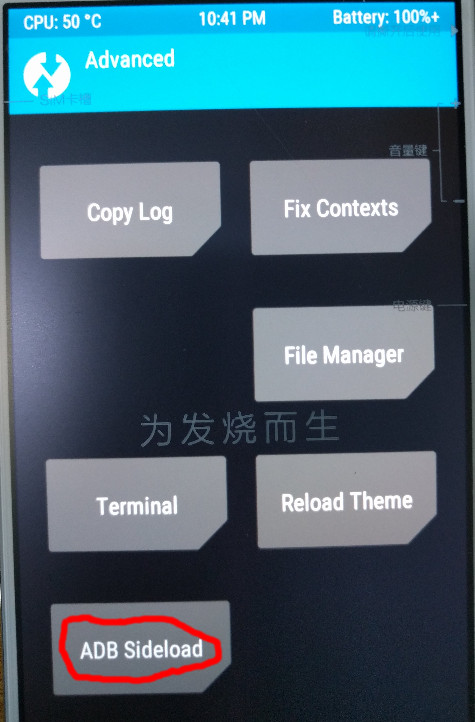 CPU: 50 °C 10:41 PM Battery: 100%+
Advanced
SIM卡槽
音量键
Copy Log Fix Contexts
电源键
File Manager
为发烧而生
Terminal Reload Theme
ADB Sideload